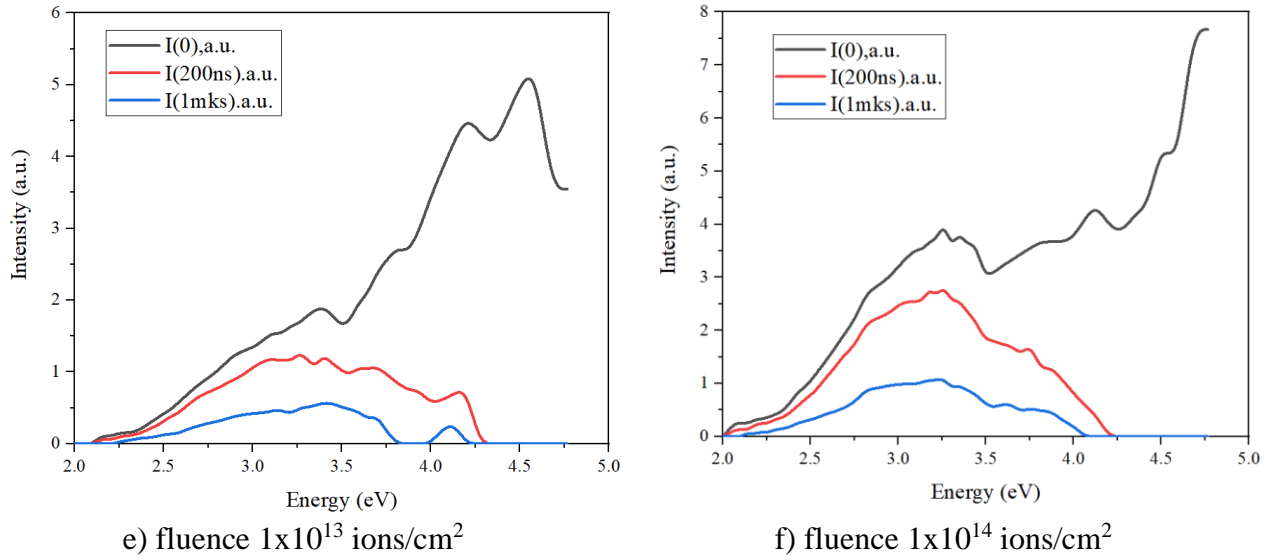 6
5
4
3
2
1
0
Intensity (a.u.)
I(0),a.u.
I(200ns).a.u.
I(1mks).a.u.
2.0 2.5 3.0 3.5 4.0 4.5 5.0
Energy (eV)
e) fluence 1x10¹³ ions/cm²
8
7
6
5
4
3
2
1
0
Intensity (a.u.)
I(0),a.u.
I(200ns).a.u.
I(1mks).a.u.
2.0 2.5 3.0 3.5 4.0 4.5 5.0
Energy (eV)
f) fluence 1x10¹⁴ ions/cm²